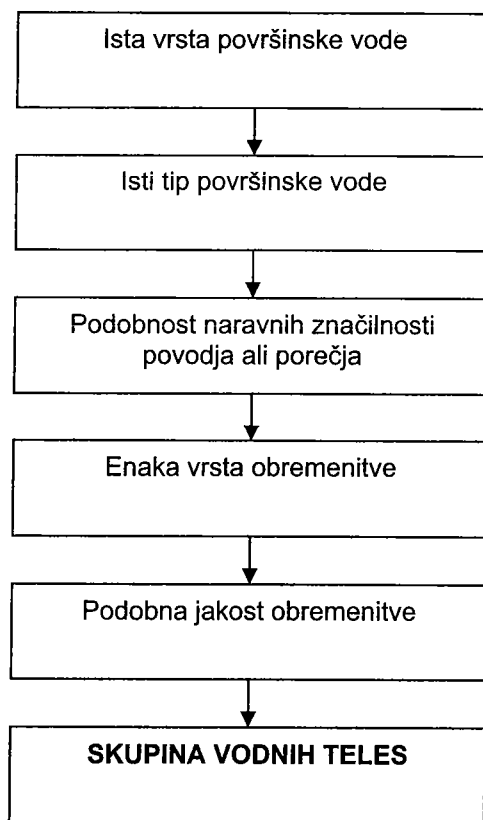 Ista vrsta površinske vode
Isti tip površinske vode
Podobnost naravnih značilnosti
povodja ali porečja
Enaka vrsta obremenitve
Podobna jakost obremenitve
SKUPINA VODNIH TELES